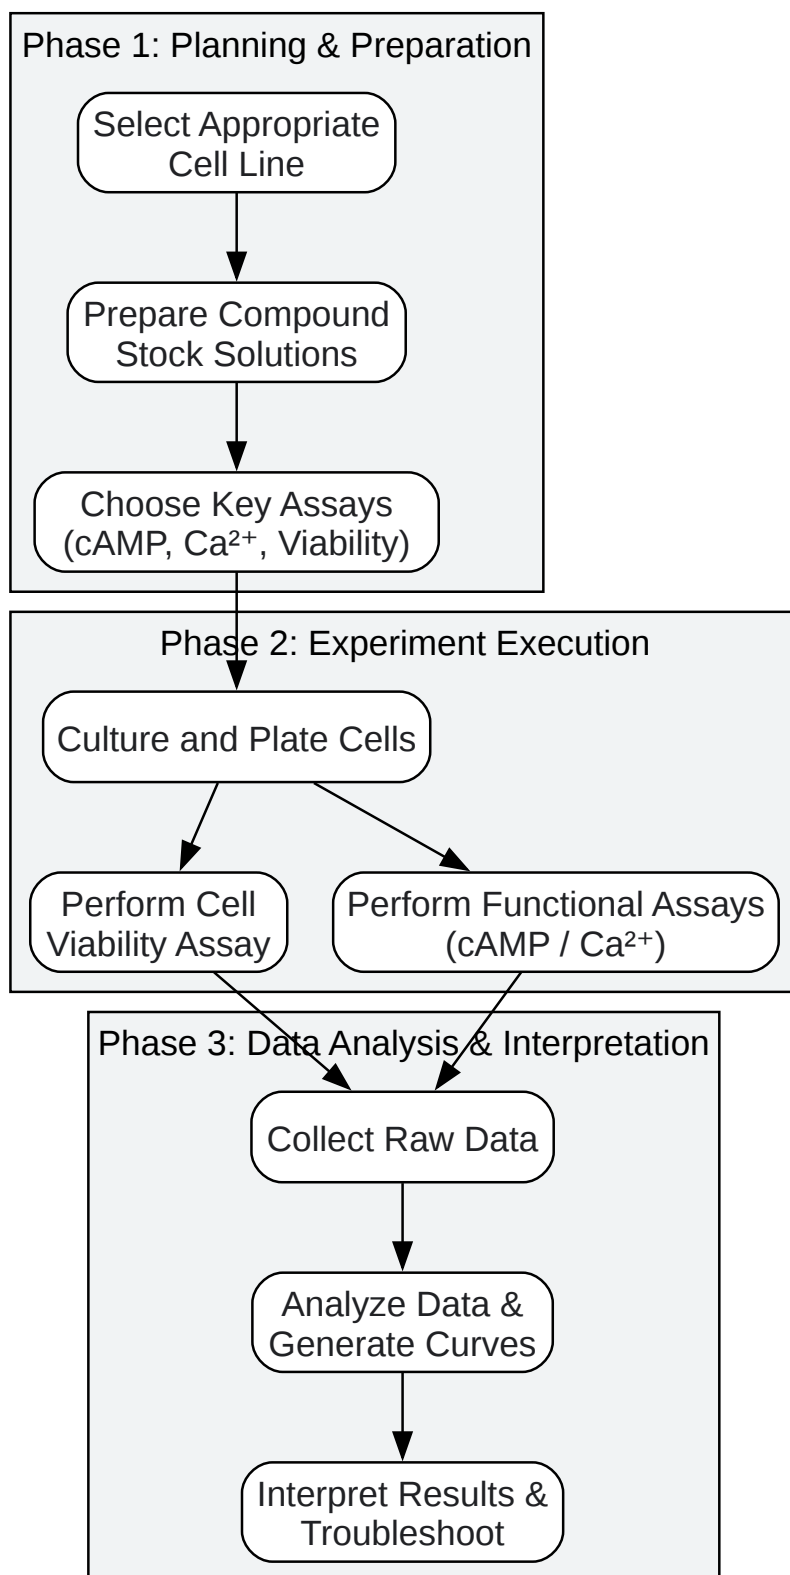 Phase 1: Planning & Preparation
Select Appropriate
Cell Line
Prepare Compound
Stock Solutions
Choose Key Assays
(cAMP, Ca²⁺, Viability)
Phase 2: Experiment Execution
Culture and Plate Cells
Perform Cell
Viability Assay
Perform Functional Assays
(cAMP / Ca²⁺)
Phase 3: Data Analysis & Interpretation
Collect Raw Data
Analyze Data &
Generate Curves
Interpret Results &
Troubleshoot